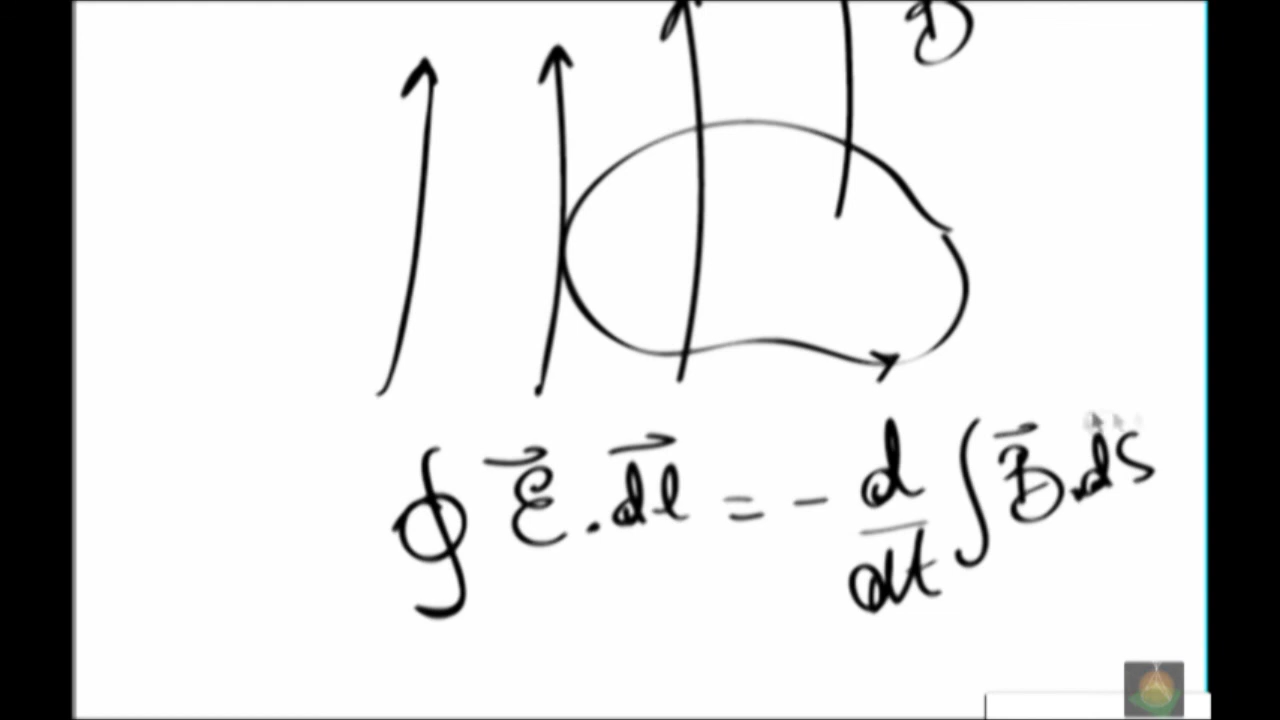 B
∮ E⃗ . dl⃗ = - d/dt ∫ B⃗ . dS